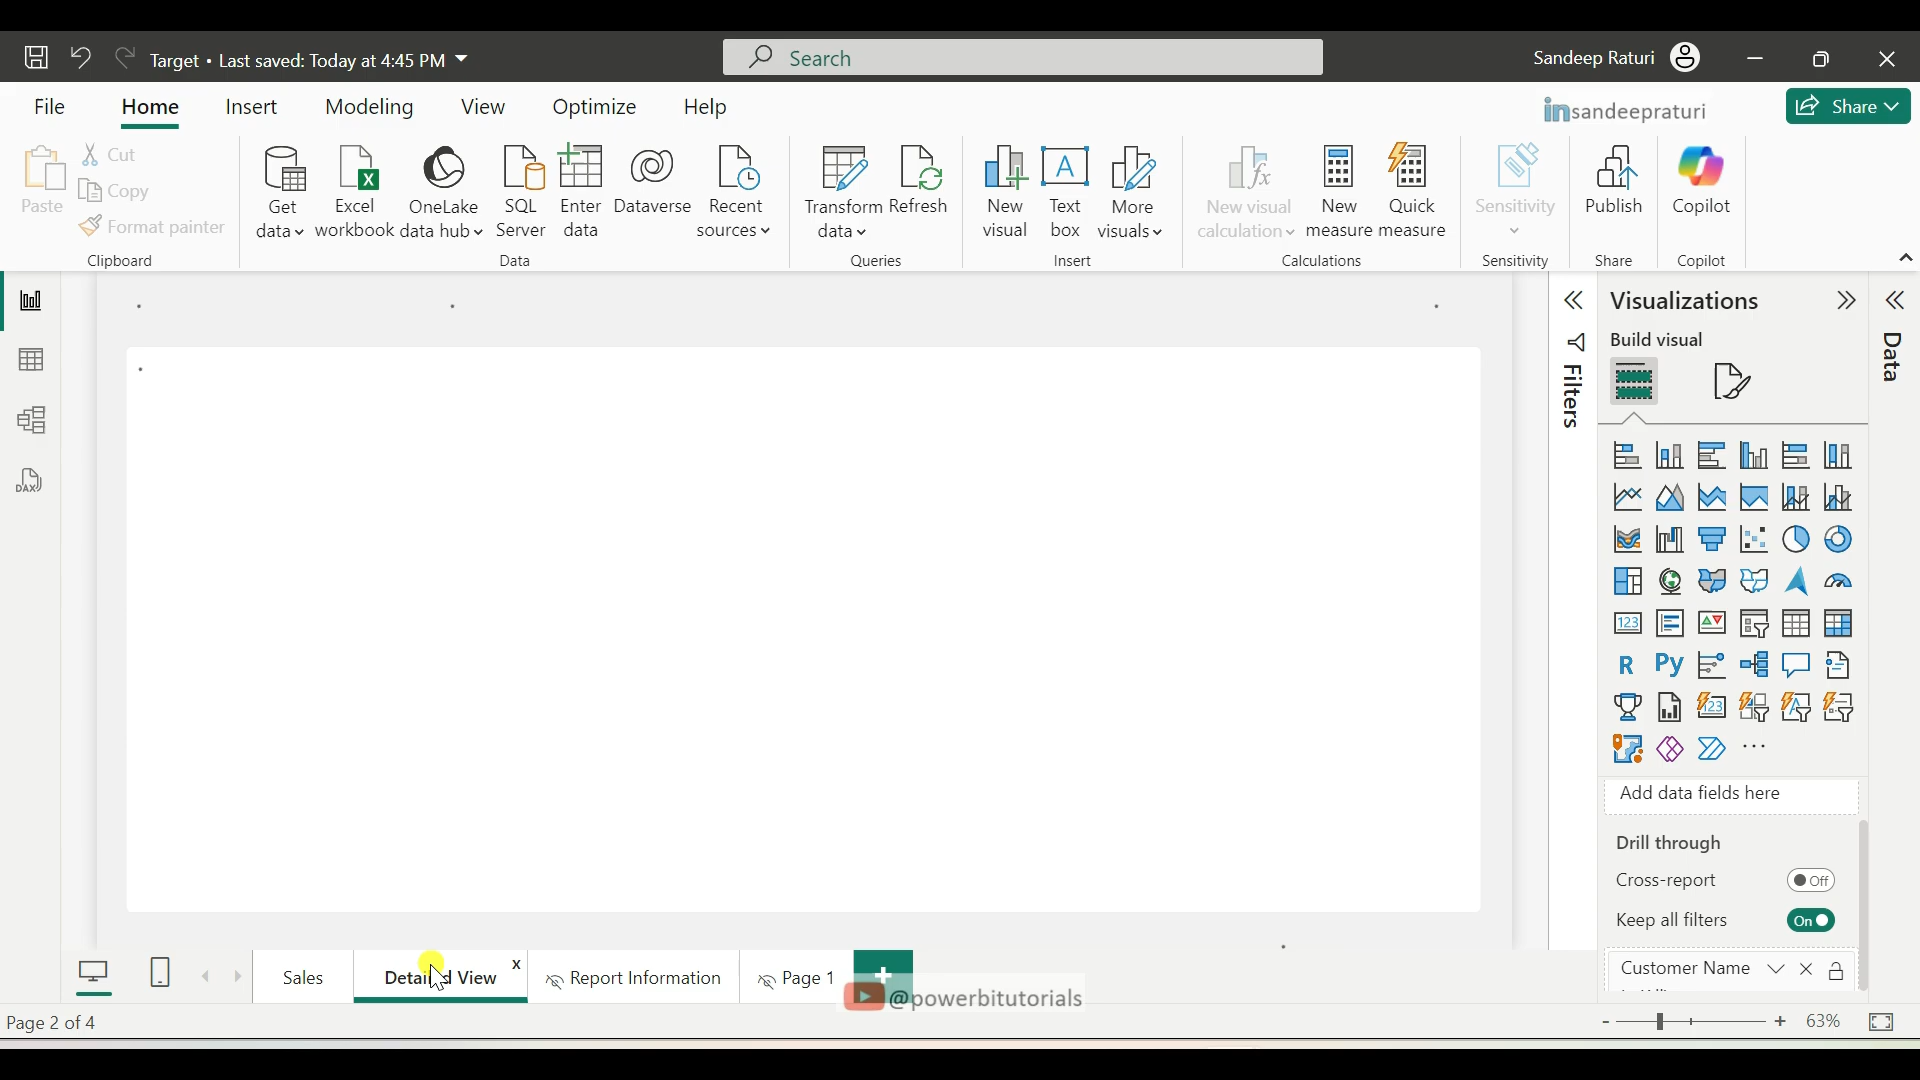 Target • Last saved: Today at 4:45 PM
Search
Sandeep Raturi
File Home Insert Modeling View Optimize Help
insandeepraturi
Share
Paste
Cut
Copy
Format painter
Clipboard
Get data
Excel workbook
OneLake data hub
SQL Server
Enter data
Dataverse
Recent sources
Data
Transform data
Refresh
Queries
New visual
Text box
More visuals
Insert
New visual calculation
New measure
Quick measure
Calculations
Sensitivity
Sensitivity
Publish
Share
Copilot
Copilot
DAX
Filters
Visualizations
Build visual
Data
123
R Py
123
Add data fields here
Drill through
Cross-report Off
Keep all filters On
Customer Name
Sales
Detailed View x
Report Information
Page 1
+
@powerbitutorials
Page 2 of 4
- + 63%